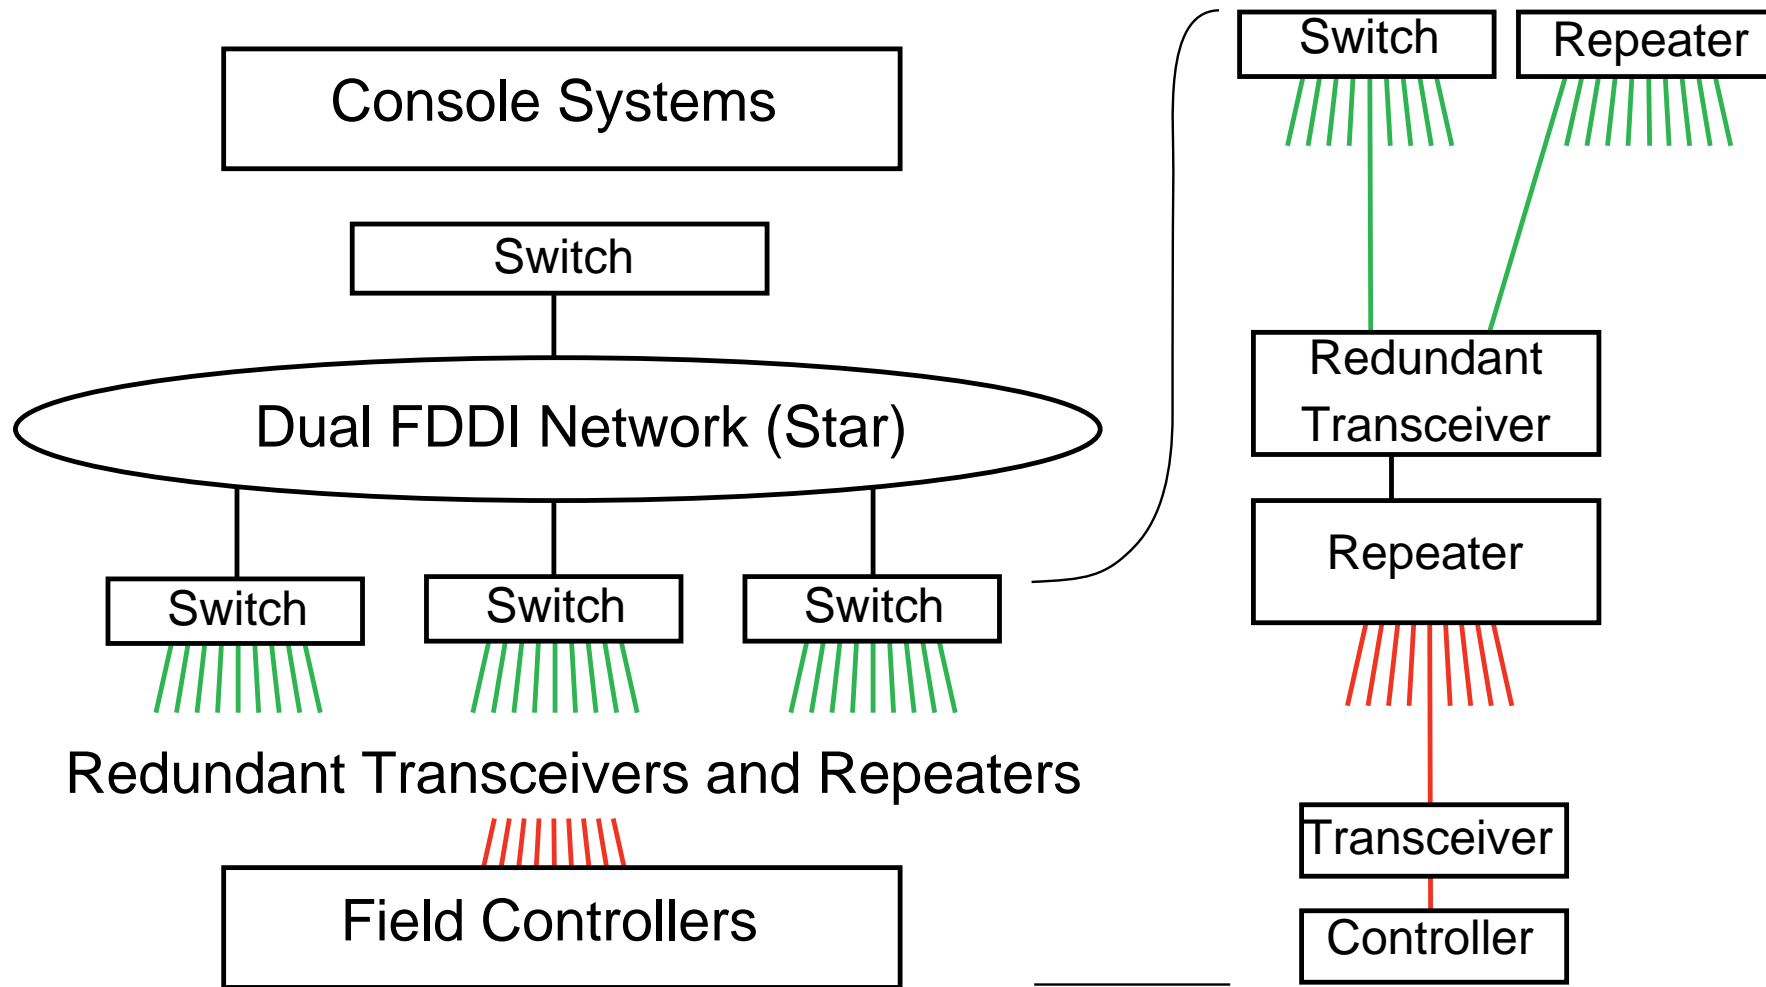 Console Systems
Switch
Dual FDDI Network (Star)
Switch
Switch
Switch
Redundant Transceivers and Repeaters
Field Controllers
Switch
Repeater
Redundant
Transceiver
Repeater
Transceiver
Controller